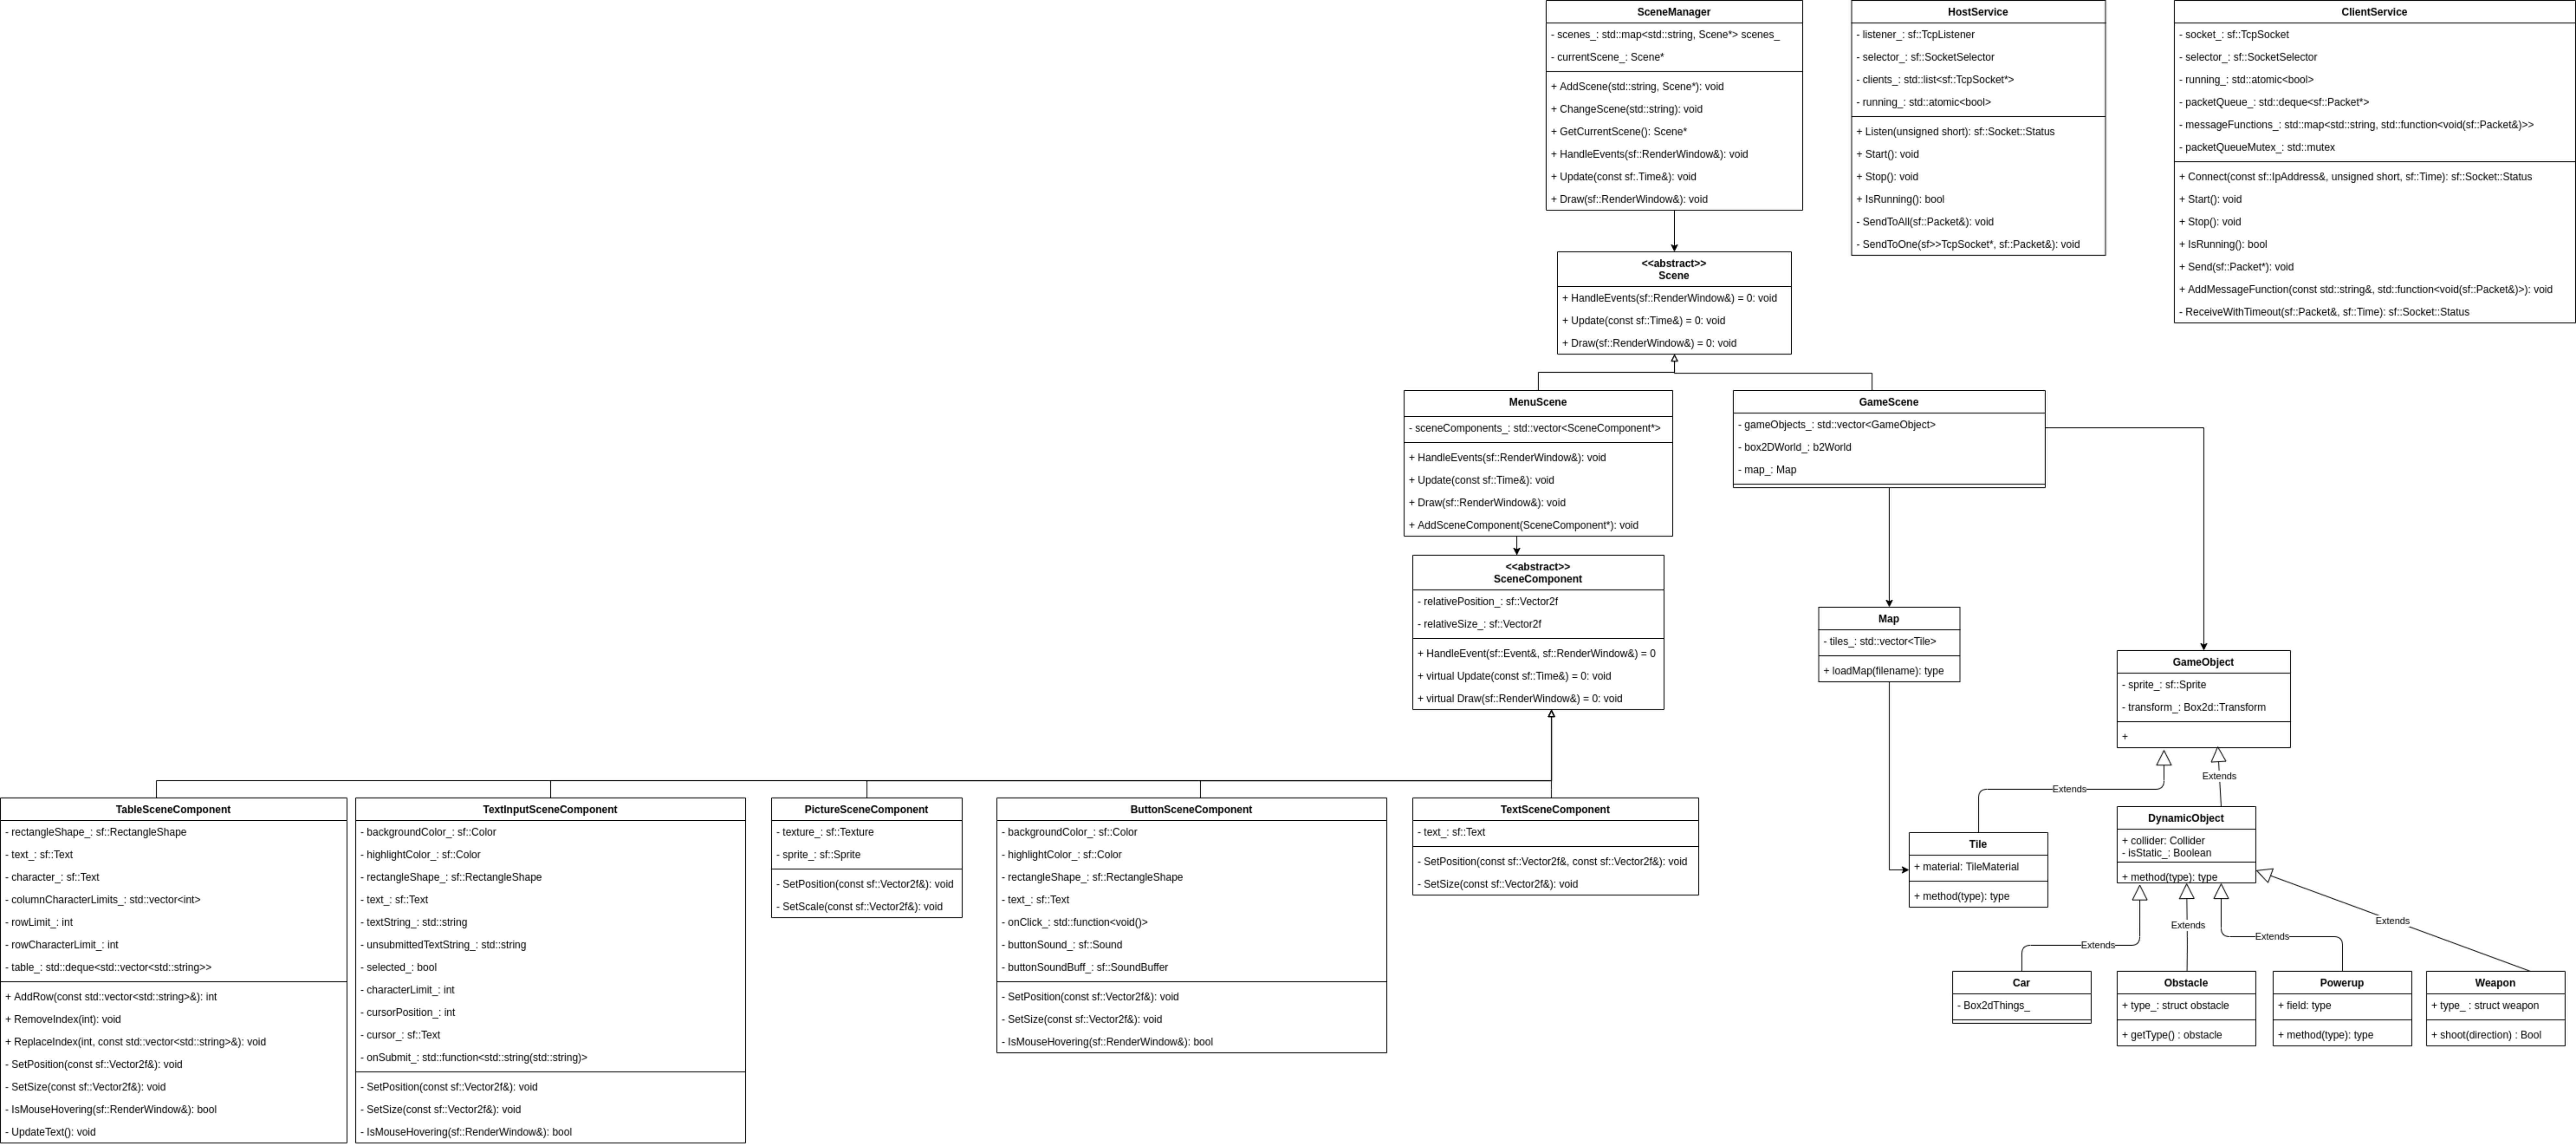 SceneManager
- scenes_: std::map<std::string, Scene*> scenes_
- currentScene_: Scene*
+ AddScene(std::string, Scene*): void
+ ChangeScene(std::string): void
+ GetCurrentScene(): Scene*
+ HandleEvents(sf::RenderWindow&): void
+ Update(const sf:.Time&): void
+ Draw(sf::RenderWindow&): void
HostService
- listener_: sf::TcpListener
- selector_: sf::SocketSelector
- clients_: std::list<sf::TcpSocket*>
- running_: std::atomic<bool>
+ Listen(unsigned short): sf::Socket::Status
+ Start(): void
+ Stop(): void
+ IsRunning(): bool
- SendToAll(sf::Packet&): void
- SendToOne(sf>>TcpSocket*, sf::Packet&): void
ClientService
- socket_: sf::TcpSocket
- selector_: sf::SocketSelector
- running_: std::atomic<bool>
- packetQueue_: std::deque<sf::Packet*>
- messageFunctions_: std::map<std::string, std::function<void(sf::Packet&)>>
- packetQueueMutex_: std::mutex
+ Connect(const sf::IpAddress&, unsigned short, sf::Time): sf::Socket::Status
+ Start(): void
+ Stop(): void
+ IsRunning(): bool
+ Send(sf::Packet*): void
+ AddMessageFunction(const std::string&, std::function<void(sf::Packet&)>): void
- ReceiveWithTimeout(sf::Packet&, sf::Time): sf::Socket::Status
<<abstract>>
Scene
+ HandleEvents(sf::RenderWindow&) = 0: void
+ Update(const sf::Time&) = 0: void
+ Draw(sf::RenderWindow&) = 0: void
MenuScene
- sceneComponents_: std::vector<SceneComponent*>
+ HandleEvents(sf::RenderWindow&): void
+ Update(const sf::Time&): void
+ Draw(sf::RenderWindow&): void
+ AddSceneComponent(SceneComponent*): void
GameScene
- gameObjects_: std::vector<GameObject>
- box2DWorld_: b2World
- map_: Map
<<abstract>>
SceneComponent
- relativePosition_: sf::Vector2f
- relativeSize_: sf::Vector2f
+ HandleEvent(sf::Event&, sf::RenderWindow&) = 0
+ virtual Update(const sf::Time&) = 0: void
+ virtual Draw(sf::RenderWindow&) = 0: void
Map
- tiles_: std::vector<Tile>
+ loadMap(filename): type
GameObject
- sprite_: sf::Sprite
- transform_: Box2d::Transform
+
Extends
Extends
TableSceneComponent
- rectangleShape_: sf::RectangleShape
- text_: sf::Text
- character_: sf::Text
- columnCharacterLimits_: std::vector<int>
- rowLimit_: int
- rowCharacterLimit_: int
- table_: std::deque<std::vector<std::string>>
+ AddRow(const std::vector<std::string>&): int
+ RemoveIndex(int): void
+ ReplaceIndex(int, const std::vector<std::string>&): void
- SetPosition(const sf::Vector2f&): void
- SetSize(const sf::Vector2f&): void
- IsMouseHovering(sf::RenderWindow&): bool
- UpdateText(): void
TextInputSceneComponent
- backgroundColor_: sf::Color
- highlightColor_: sf::Color
- rectangleShape_: sf::RectangleShape
- text_: sf::Text
- textString_: std::string
- unsubmittedTextString_: std::string
- selected_: bool
- characterLimit_: int
- cursorPosition_: int
- cursor_: sf::Text
- onSubmit_: std::function<std::string(std::string)>
- SetPosition(const sf::Vector2f&): void
- SetSize(const sf::Vector2f&): void
- IsMouseHovering(sf::RenderWindow&): bool
PictureSceneComponent
- texture_: sf::Texture
- sprite_: sf::Sprite
- SetPosition(const sf::Vector2f&): void
- SetScale(const sf::Vector2f&): void
ButtonSceneComponent
- backgroundColor_: sf::Color
- highlightColor_: sf::Color
- rectangleShape_: sf::RectangleShape
- text_: sf::Text
- onClick_: std::function<void()>
- buttonSound_: sf::Sound
- buttonSoundBuff_: sf::SoundBuffer
- SetPosition(const sf::Vector2f&): void
- SetSize(const sf::Vector2f&): void
- IsMouseHovering(sf::RenderWindow&): bool
TextSceneComponent
- text_: sf::Text
- SetPosition(const sf::Vector2f&, const sf::Vector2f&): void
- SetSize(const sf::Vector2f&): void
Tile
+ material: TileMaterial
+ method(type): type
DynamicObject
+ collider: Collider
- isStatic_: Boolean
+ method(type): type
Extends
Extends
Extends
Extends
Car
- Box2dThings_
Obstacle
+ type_: struct obstacle
+ getType() : obstacle
Powerup
+ field: type
+ method(type): type
Weapon
+ type_ : struct weapon
+ shoot(direction) : Bool